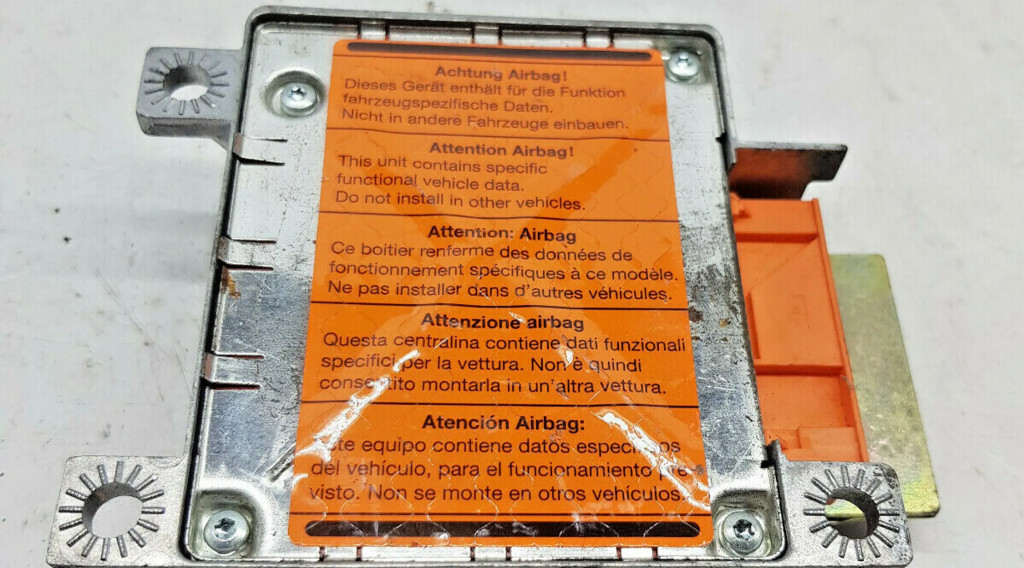 Achtung Airbag!
Dieses Gerät enthält für die Funktion
fahrzeugspezifische Daten.
Nicht in andere Fahrzeuge einbauen.
Attention Airbag!
This unit contains specific
functional vehicle data.
Do not install in other vehicles.
Attention: Airbag
Ce boitier renferme des données de
fonctionnement spécifiques à ce modèle.
Ne pas installer dans d'autres véhicules.
Attenzione airbag
Questa centralina contiene dati funzionali
specifici per la vettura. Non è quindi
consentito montarla in un'altra vettura.
Atención Airbag:
equipo contiene datos
del vehículo, para el funcionamiento
visto. Non se monte en otros vehículos.